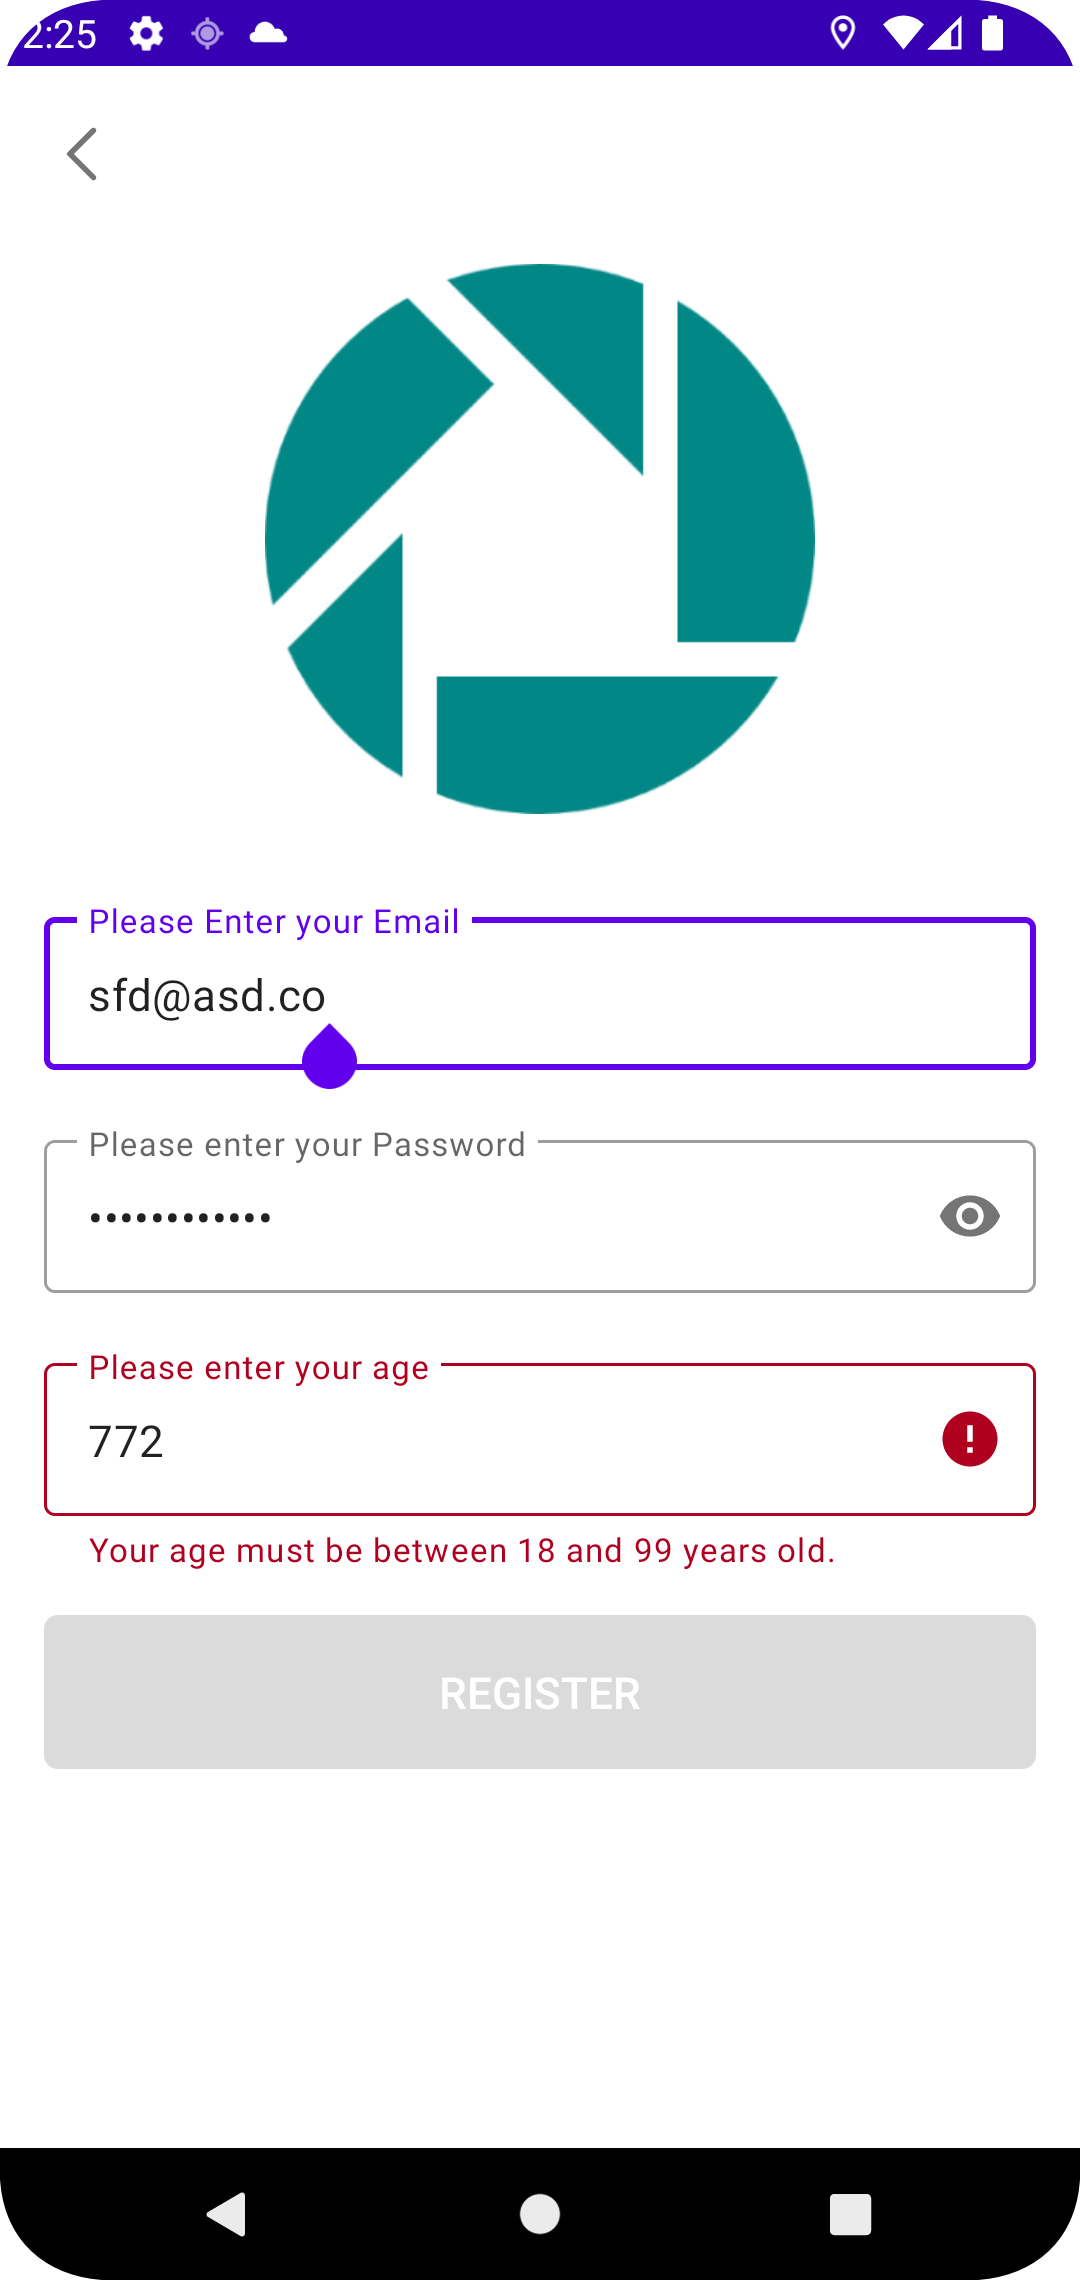 2:25
Please Enter your Email
sfd@asd.co
Please enter your Password
••••••••••••
Please enter your age
772
Your age must be between 18 and 99 years old.
REGISTER